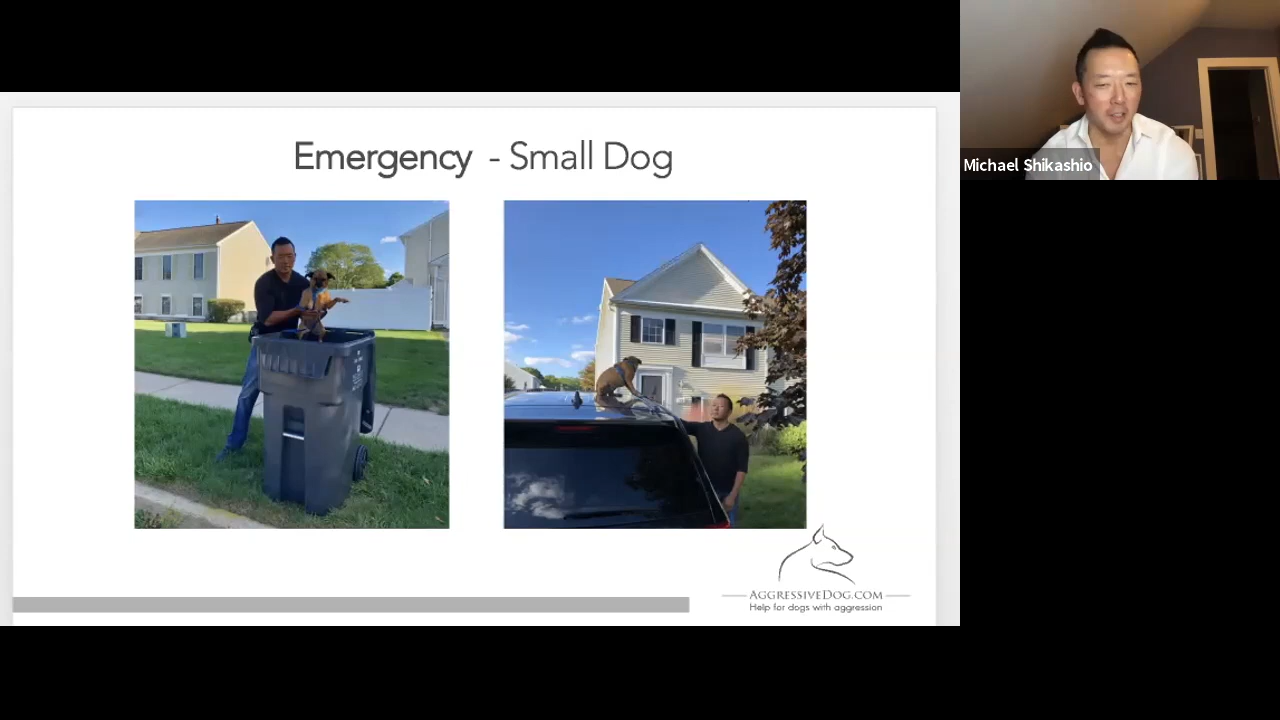 Emergency - Small Dog
Michael Shikashio
AGGRESSIVEDOG.COM
Help for dogs with aggression